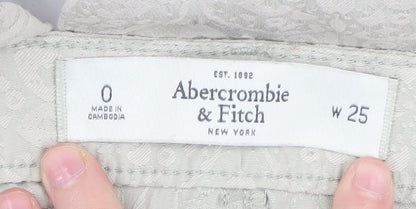 EST. 1892
0
MADE IN
CAMBODIA
Abercrombie
& Fitch
NEW YORK
W 25